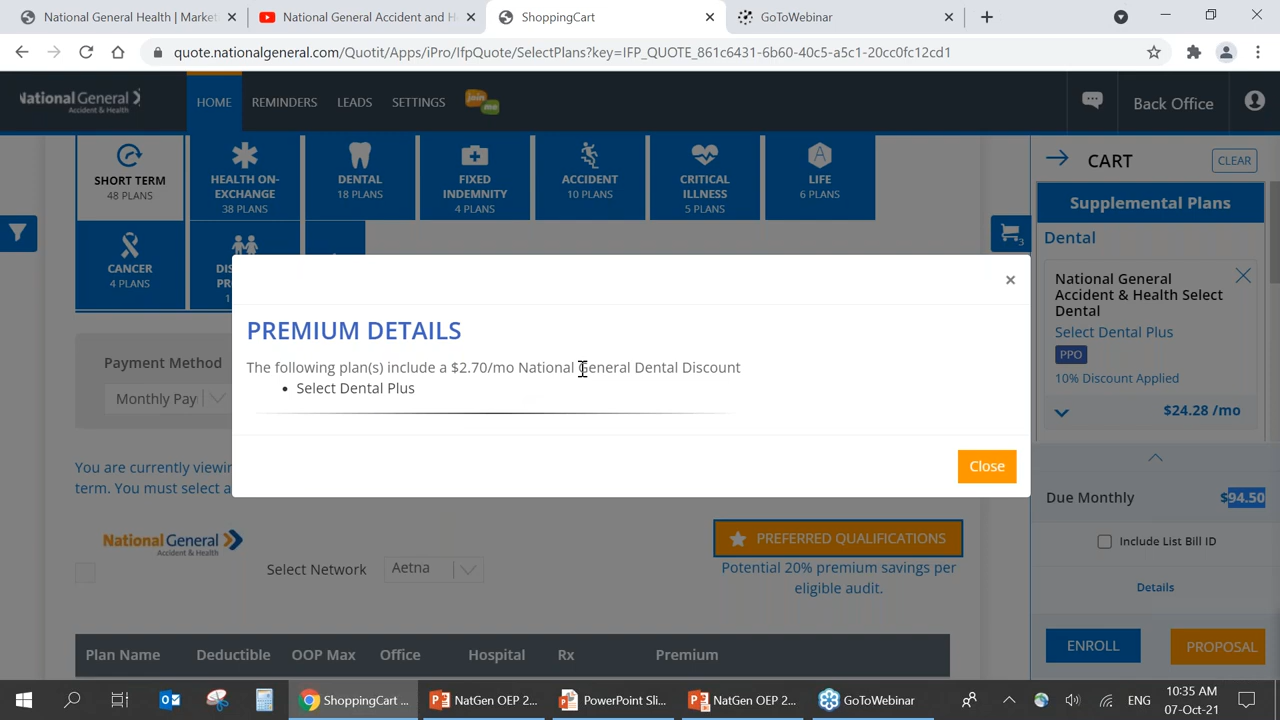 National General Health | Market
National General Accident and H
ShoppingCart
GoToWebinar
quote.nationalgeneral.com/Quotit/Apps/iPro/IfpQuote/SelectPlans?key=IFP_QUOTE_861c6431-6b60-40c5-a5c1-20cc0fc12cd1
National General
Accident & Health
HOME
REMINDERS
LEADS
SETTINGS
join
me
Back Office
SHORT TERM
48 PLANS
HEALTH ON-
EXCHANGE
38 PLANS
DENTAL
18 PLANS
FIXED
INDEMNITY
4 PLANS
ACCIDENT
10 PLANS
CRITICAL
ILLNESS
5 PLANS
LIFE
6 PLANS
CANCER
4 PLANS
3
CART
CLEAR
Supplemental Plans
Dental
National General
Accident & Health Select
Dental
Select Dental Plus
PPO
10% Discount Applied
$24.28 /mo
Due Monthly
$94.50
Include List Bill ID
Details
ENROLL
PROPOSAL
×
PREMIUM DETAILS
The following plan(s) include a $2.70/mo National General Dental Discount
• Select Dental Plus
Close
Payment Method
Monthly Pay
You are currently viewin
term. You must select a
National General
Accident & Health
Select Network
Aetna
PREFERRED QUALIFICATIONS
Potential 20% premium savings per
eligible audit.
Plan Name
Deductible
OOP Max
Office
Hospital
Rx
Premium
ShoppingCart ...
NatGen OEP 2...
PowerPoint Sli...
NatGen OEP 2...
GoToWebinar
ENG
10:35 AM
07-Oct-21